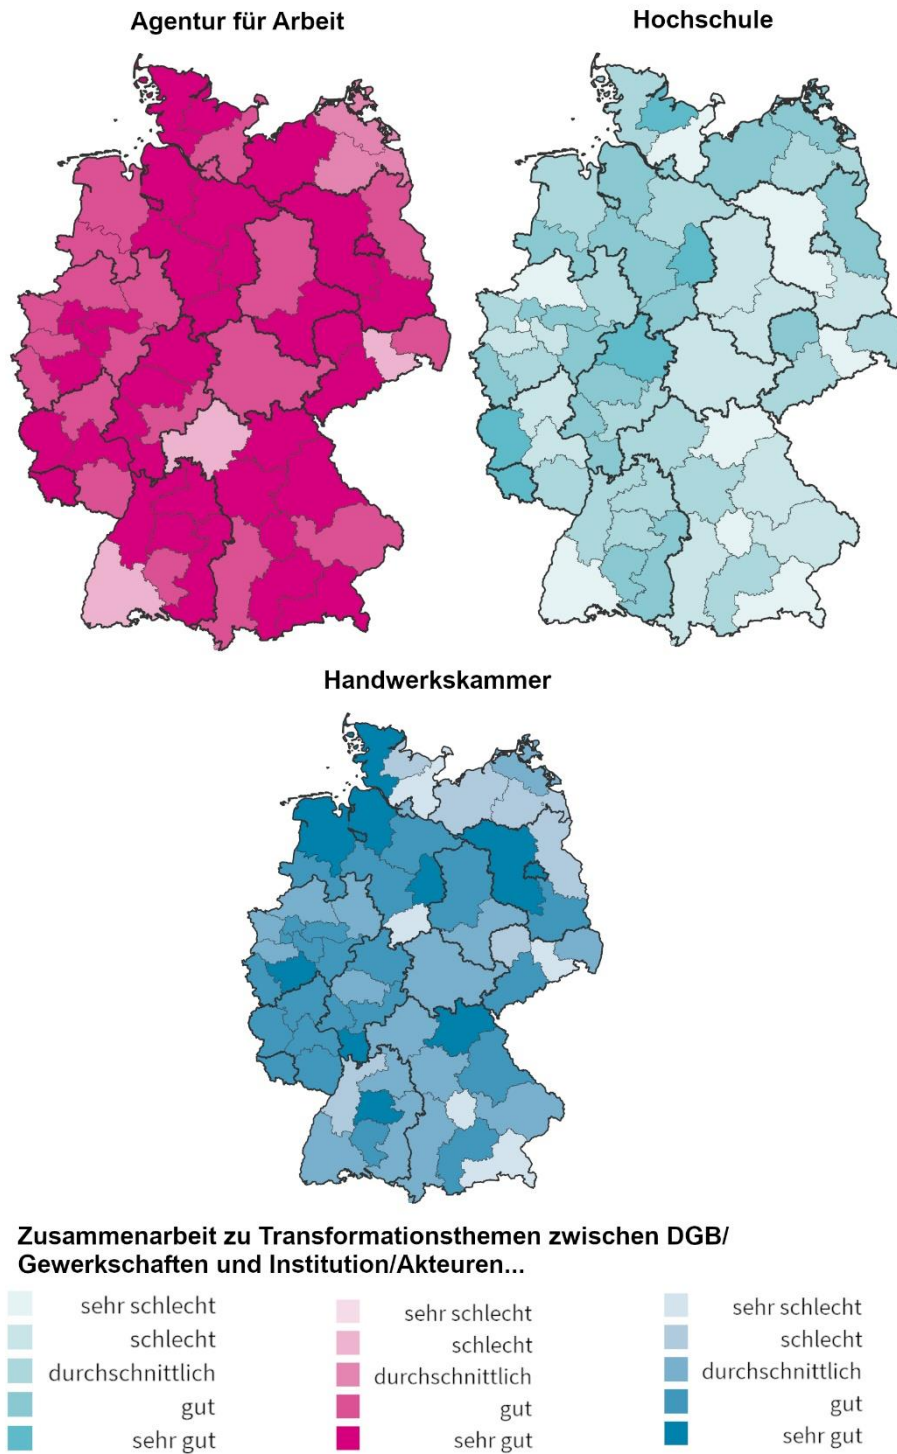 Agentur für Arbeit
Hochschule
Handwerkskammer
Zusammenarbeit zu Transformationsthemen zwischen DGB/
Gewerkschaften und Institution/Akteuren...
sehr schlecht
schlecht
durchschnittlich
gut
sehr gut
sehr schlecht
schlecht
durchschnittlich
gut
sehr gut
sehr schlecht
schlecht
durchschnittlich
gut
sehr gut